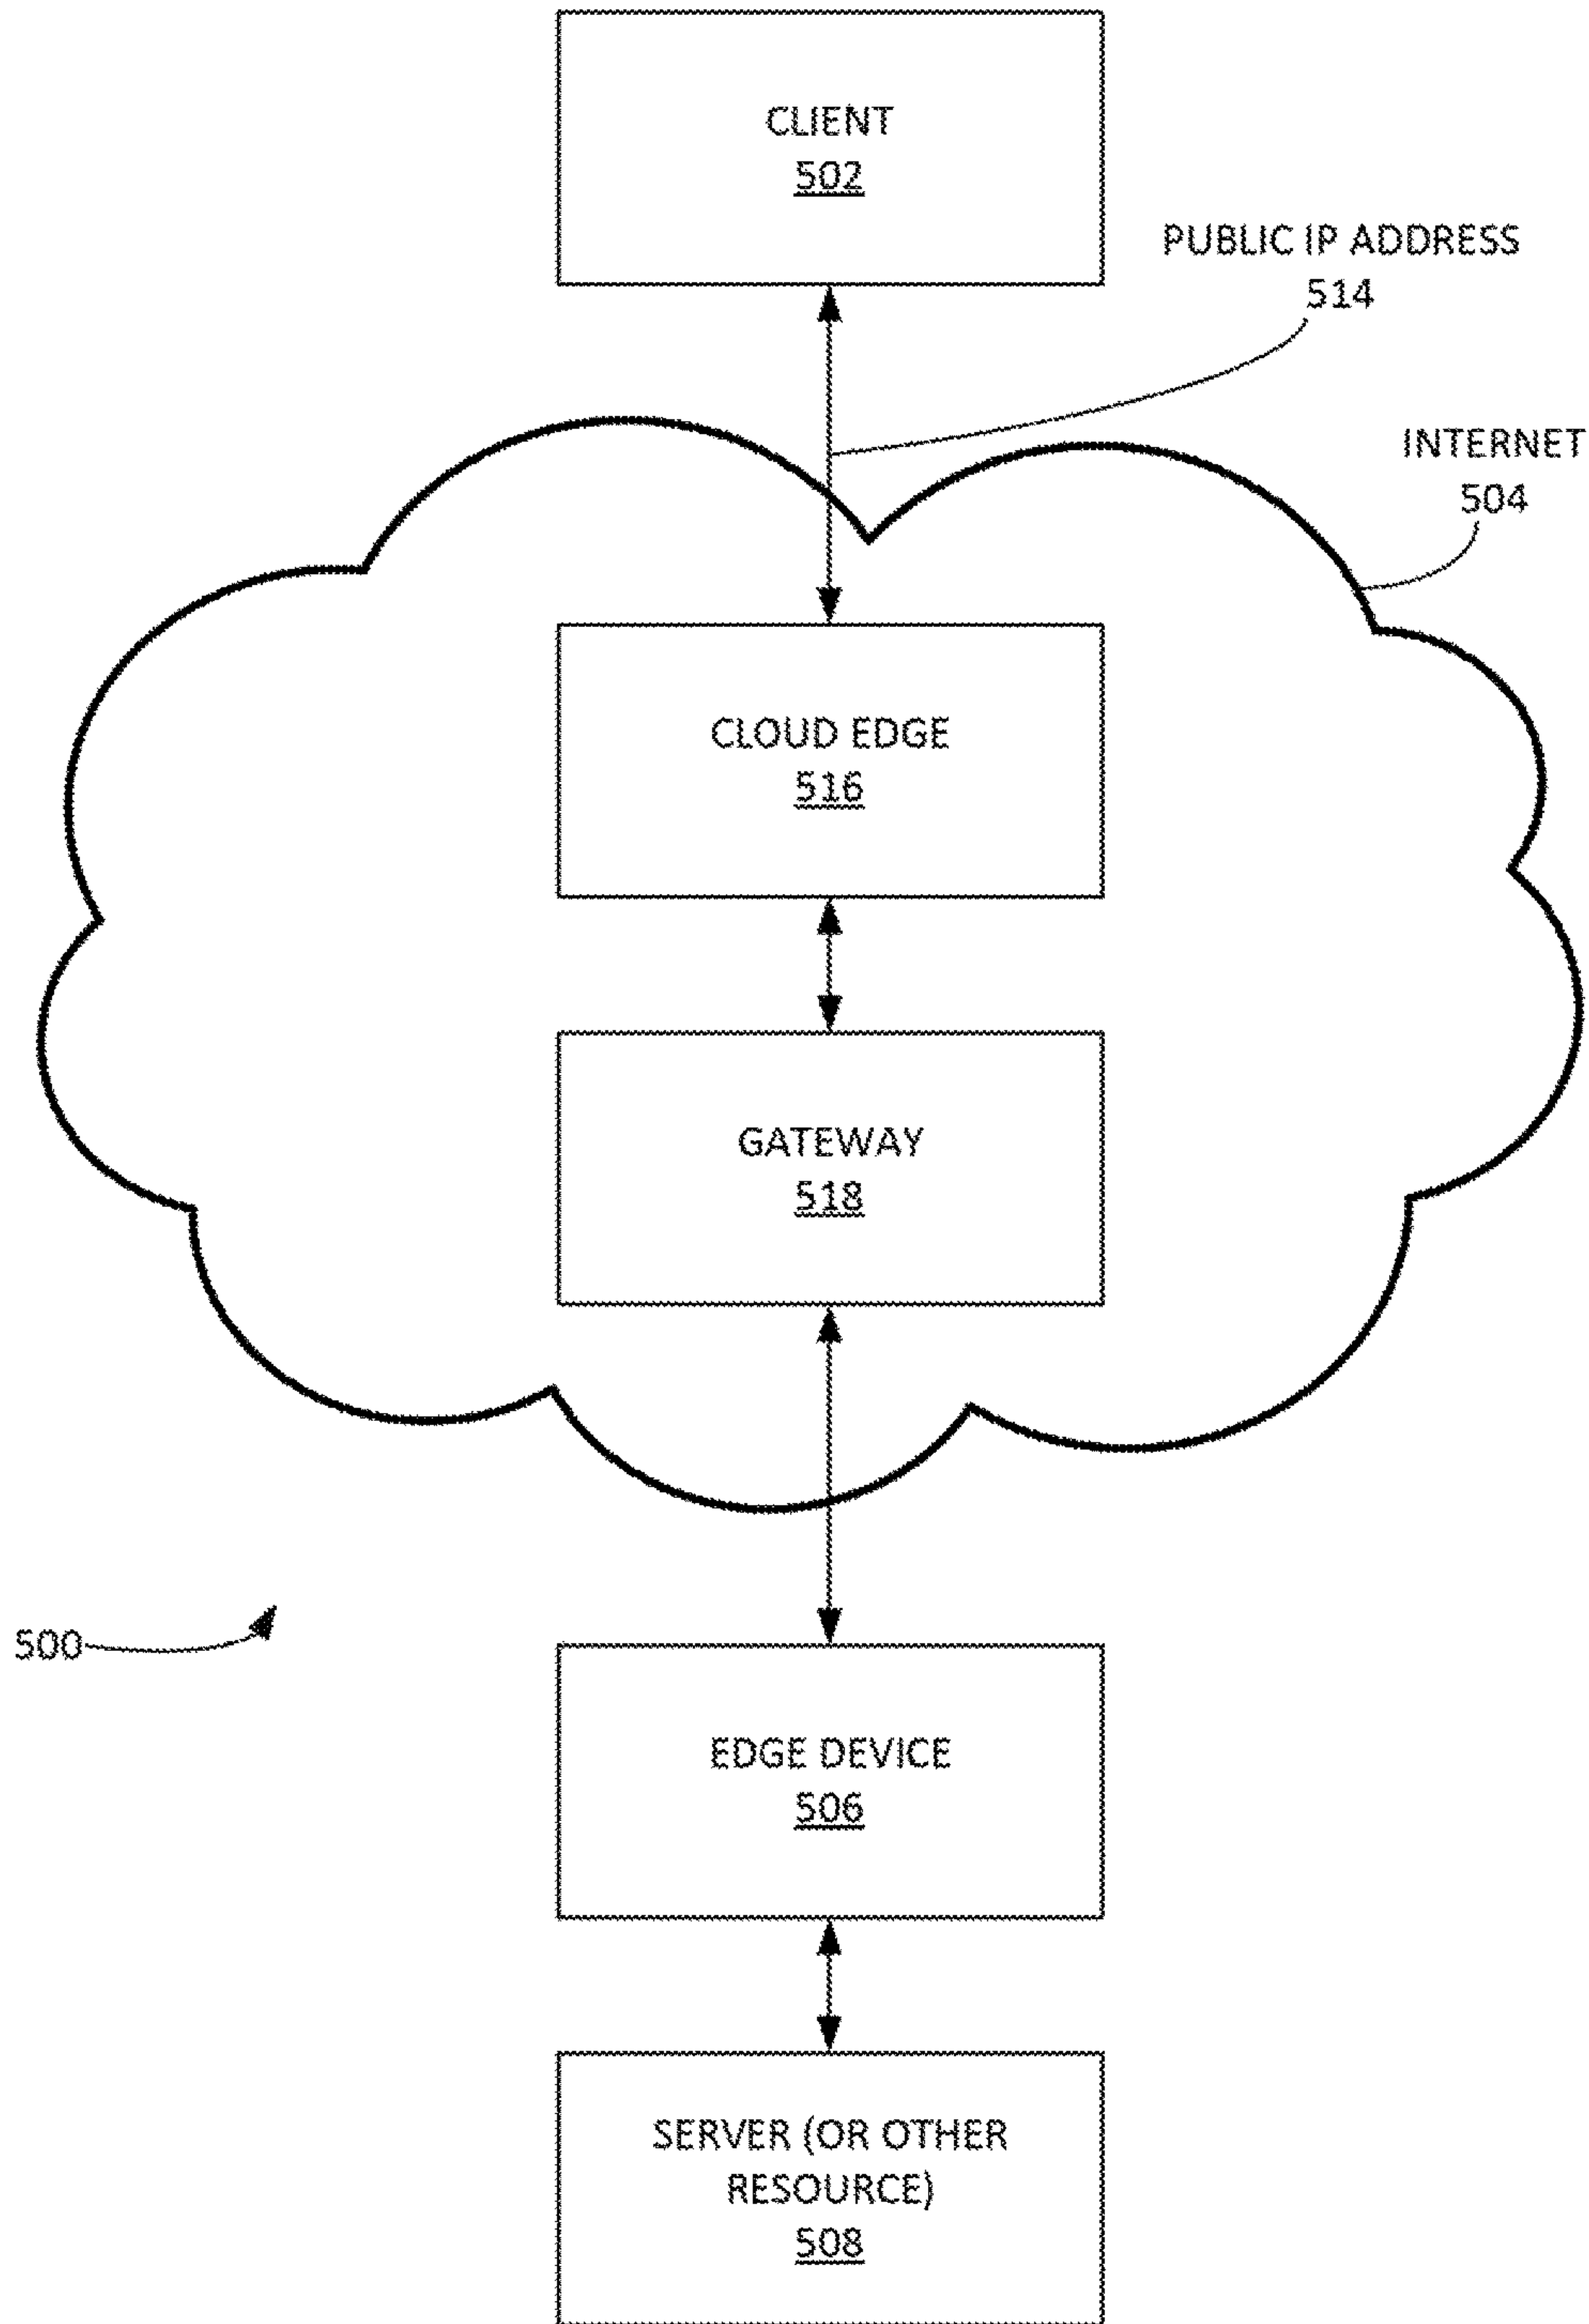 CLIENT
502
PUBLIC IP ADDRESS
514
INTERNET
504
CLOUD EDGE
516
GATEWAY
518
500
EDGE DEVICE
506
SERVER (OR OTHER
RESOURCE)
508